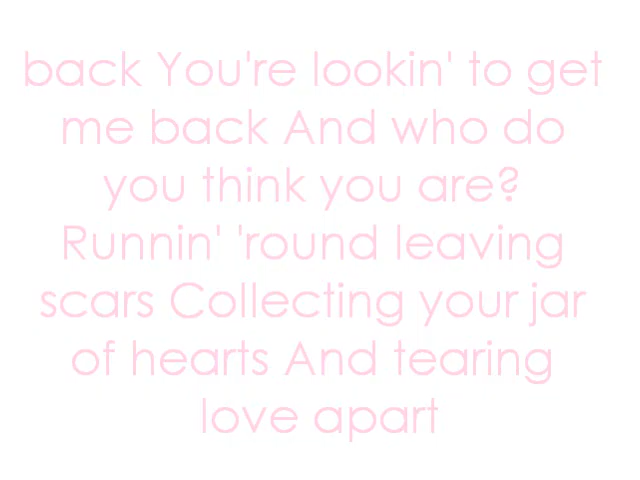 back You're lookin' to get
me back And who do
you think you are?
Runnin' 'round leaving
scars Collecting your jar
of hearts And tearing
love apart